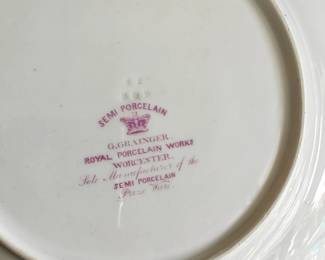 SEMI PORCELAIN
G. GRAINGER.
ROYAL PORCELAIN WORKS
WORCESTER.
Sole Manufacturer of the
SEMI PORCELAIN